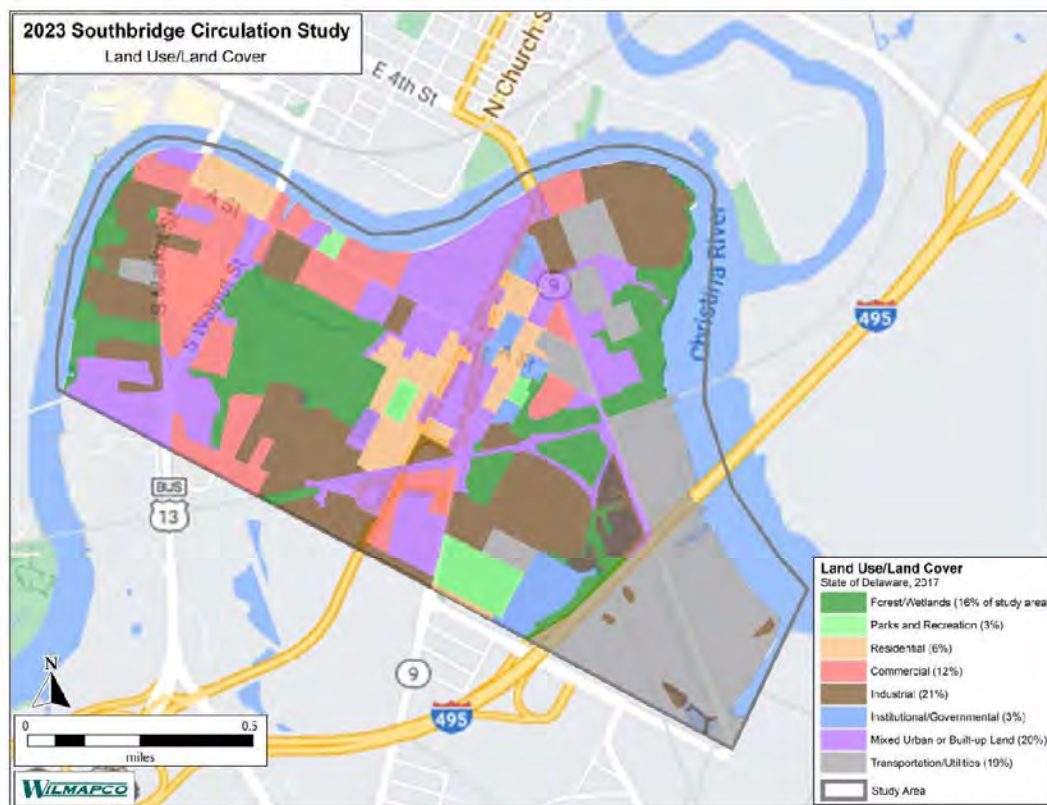 2023 Southbridge Circulation Study
Land Use/Land Cover
E 4th St
N Church S
A St
S Walnut St
9
Christina River
495
A St
BUS
13
9
495
N
0 0.5
miles
WILMAPCO
Land Use/Land Cover
State of Delaware, 2017
Forest/Wetlands (16% of study area
Parks and Recreation (3%)
Residential (6%)
Commercial (12%)
Industrial (21%)
Institutional/Governmental (3%)
Mixed Urban or Built-up Land (20%)
Transportation/Utilities (19%)
Study Area